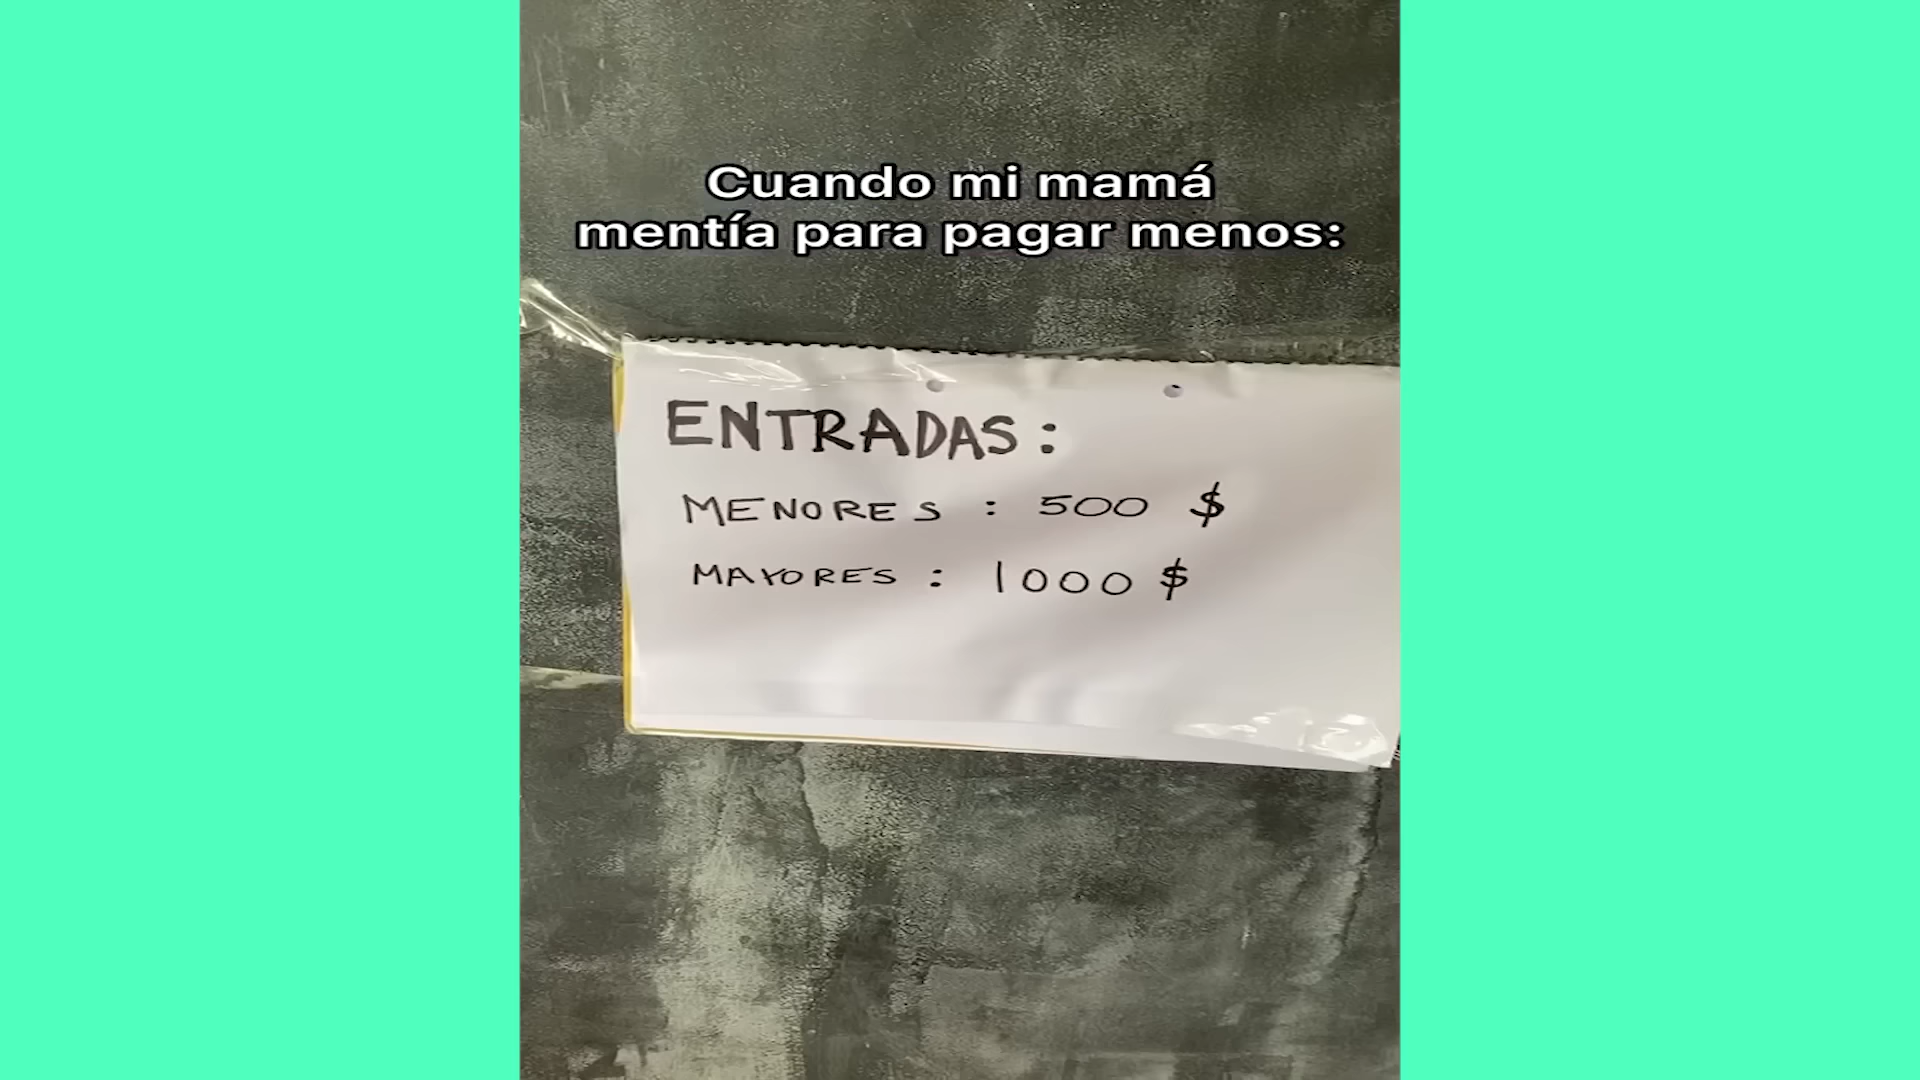 Cuando mi mamá
mentía para pagar menos:
ENTRADAS:
MENORES : 500 $
MAYORES : 1000 $